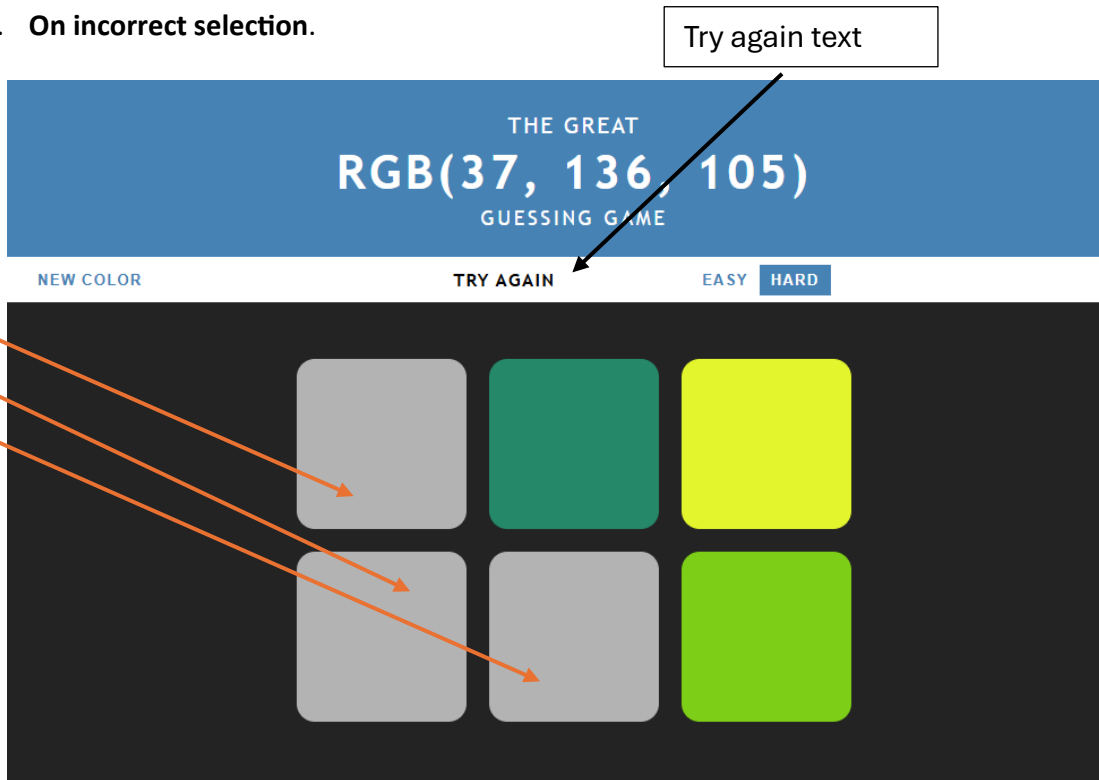 . On incorrect selection.
Try again text
THE GREAT
RGB(37, 136, 105)
GUESSING GAME
NEW COLOR TRY AGAIN EASY HARD